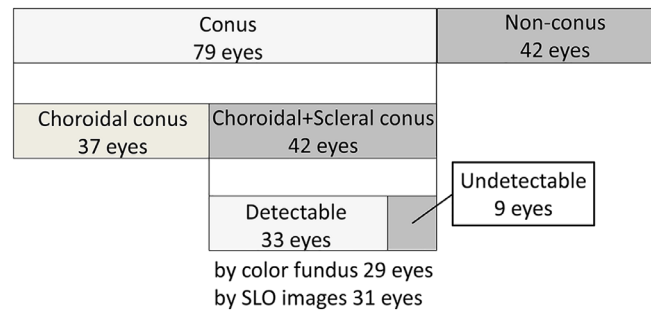 Conus
79 eyes
Non-conus
42 eyes
Choroidal conus
37 eyes
Choroidal+Scleral conus
42 eyes
Detectable
33 eyes
Undetectable
9 eyes
by color fundus 29 eyes
by SLO images 31 eyes